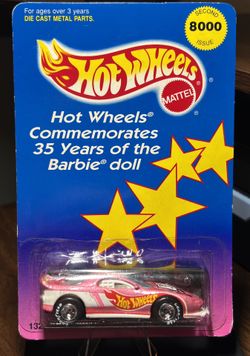 For ages over 3 years
DIE CAST METAL PARTS.
SECOND
8000
ISSUE
Hot Wheels
MATTEL
Hot Wheels®
Commemorates
35 Years of the
Barbie® doll
HOT WHEELS